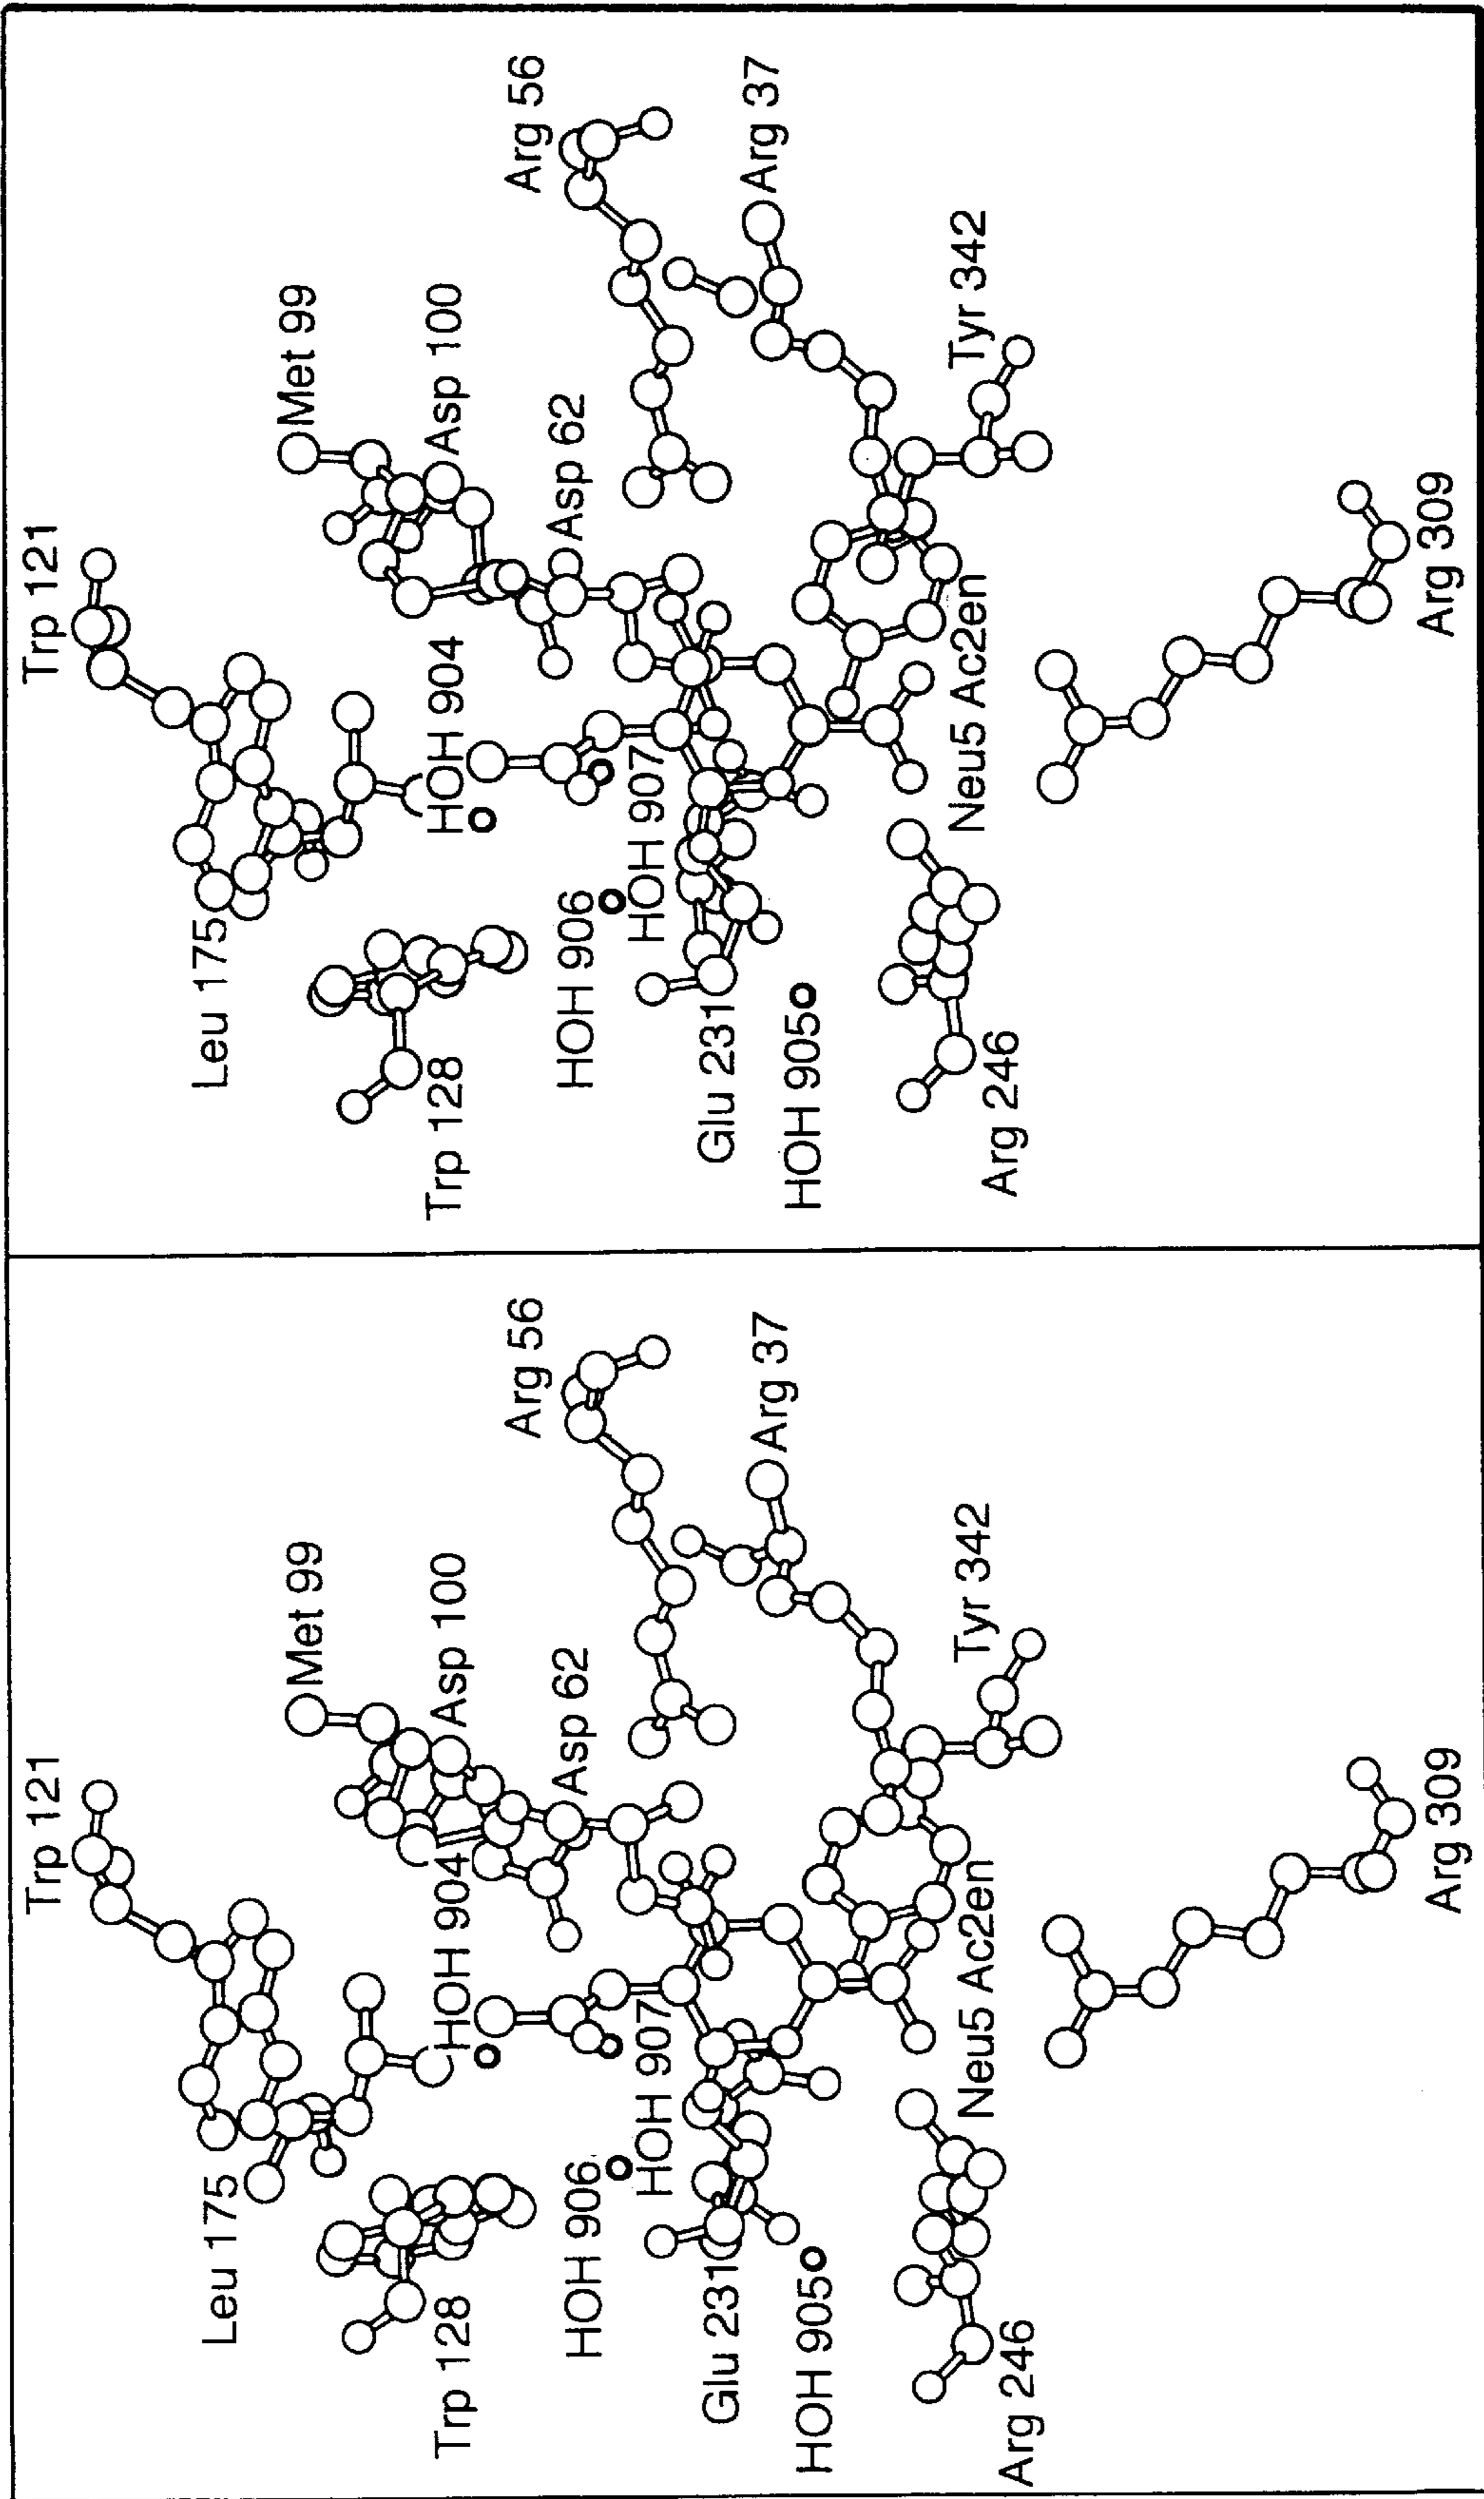 Trp 121
Met 99
Leu 175
Asp 100
HOH 904
Trp 128
Arg 56
Asp 62
HOH 906
HOH 907
Glu 231
Arg 37
HOH 905
Tyr 342
Neu5 Ac2en
Arg 246
Arg 309
Trp 121
Met 99
Leu 175
Asp 100
HOH 904
Trp 128
Arg 56
Asp 62
HOH 906
HOH 907
Glu 231
Arg 37
HOH 905
Tyr 342
Neu5 Ac2en
Arg 246
Arg 309